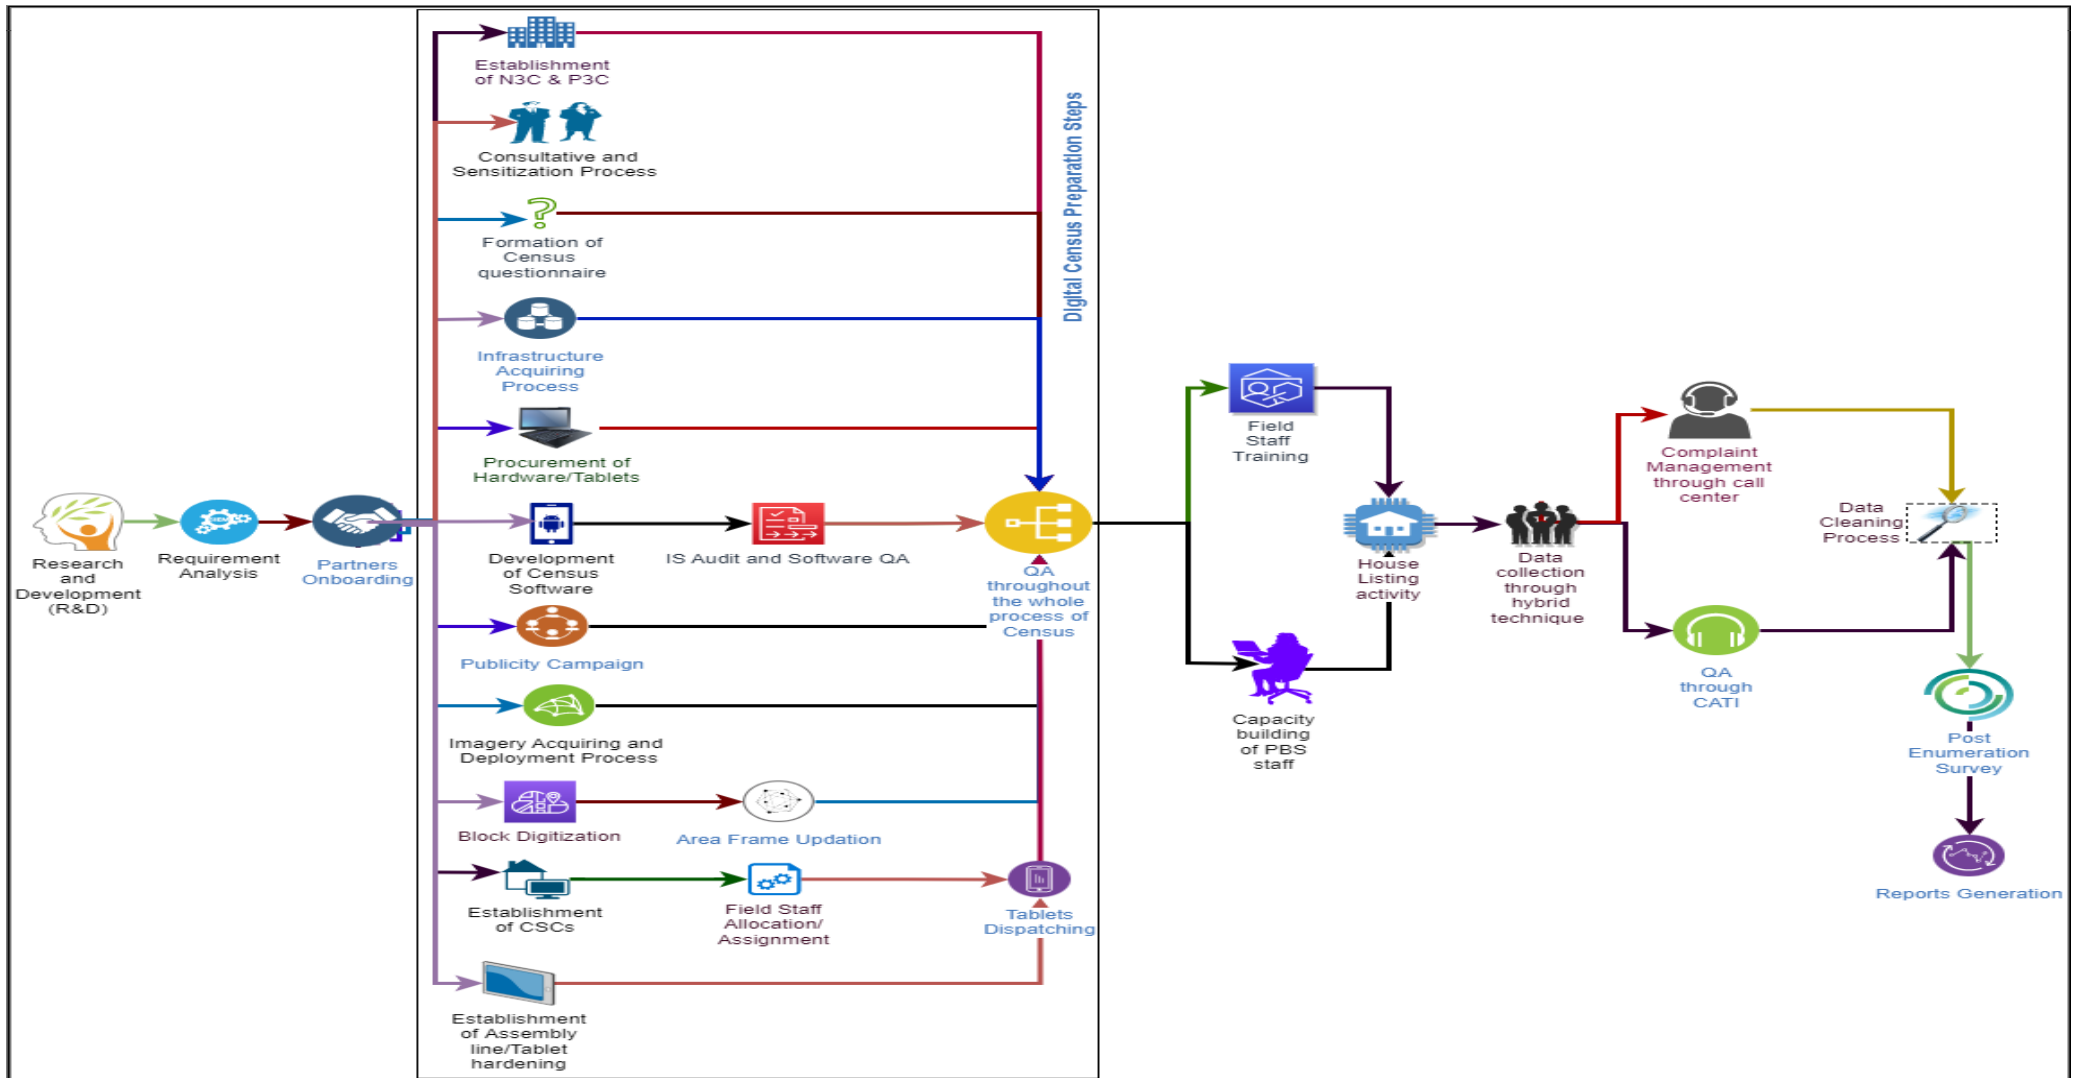 Establishment
of N3C & P3C
Consultative and
Sensitization Process
Formation of
Census
questionnaire
Infrastructure
Acquiring
Process
Procurement of
Hardware/Tablets
Research
and
Development
(R&D)
Requirement
Analysis
Partners
Onboarding
Development
of Census
Software
IS Audit and Software QA
QA
throughout
the whole
process of
Census
Publicity Campaign
Imagery Acquiring and
Deployment Process
Block Digitization
Area Frame Updation
Establishment
of CSCs
Field Staff
Allocation/
Assignment
Tablets
Dispatching
Establishment
of Assembly
line/Tablet
hardening
Digital Census Preparation Steps
Field
Staff
Training
Capacity
building
of PBS
staff
House
Listing
activity
Data
collection
through
hybrid
technique
Complaint
Management
through call
center
QA
through
CATI
Data
Cleaning
Process
Post
Enumeration
Survey
Reports Generation